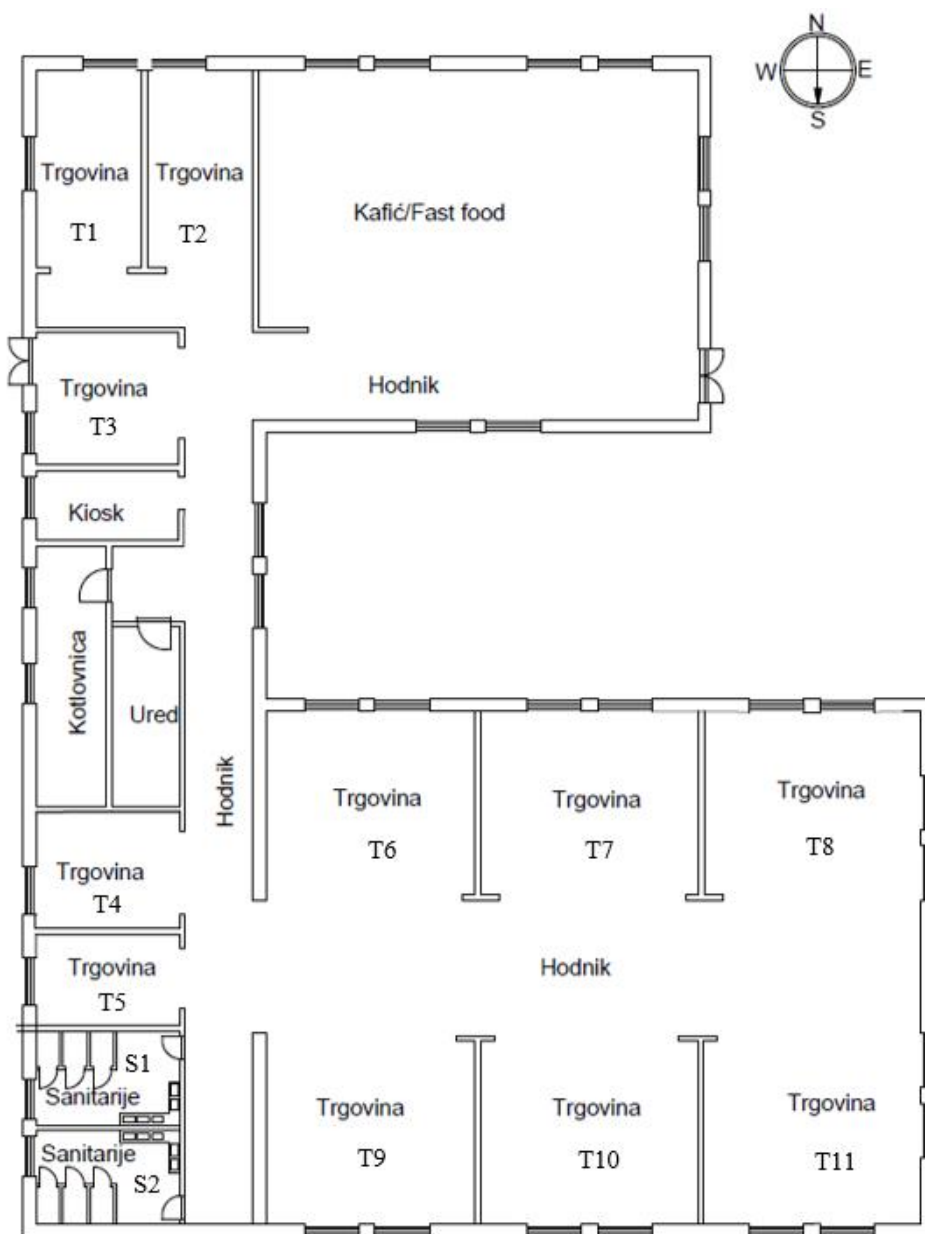 N
W E
S
Trgovina
T1
Trgovina
T2
Kafić/Fast food
Trgovina
T3
Hodnik
Kiosk
Kotlovnica
Ured
Hodnik
Trgovina
T6
Trgovina
T7
Trgovina
T8
Trgovina
T4
Trgovina
T5
Hodnik
S1
Sanitarije
Sanitarije
S2
Trgovina
T9
Trgovina
T10
Trgovina
T11